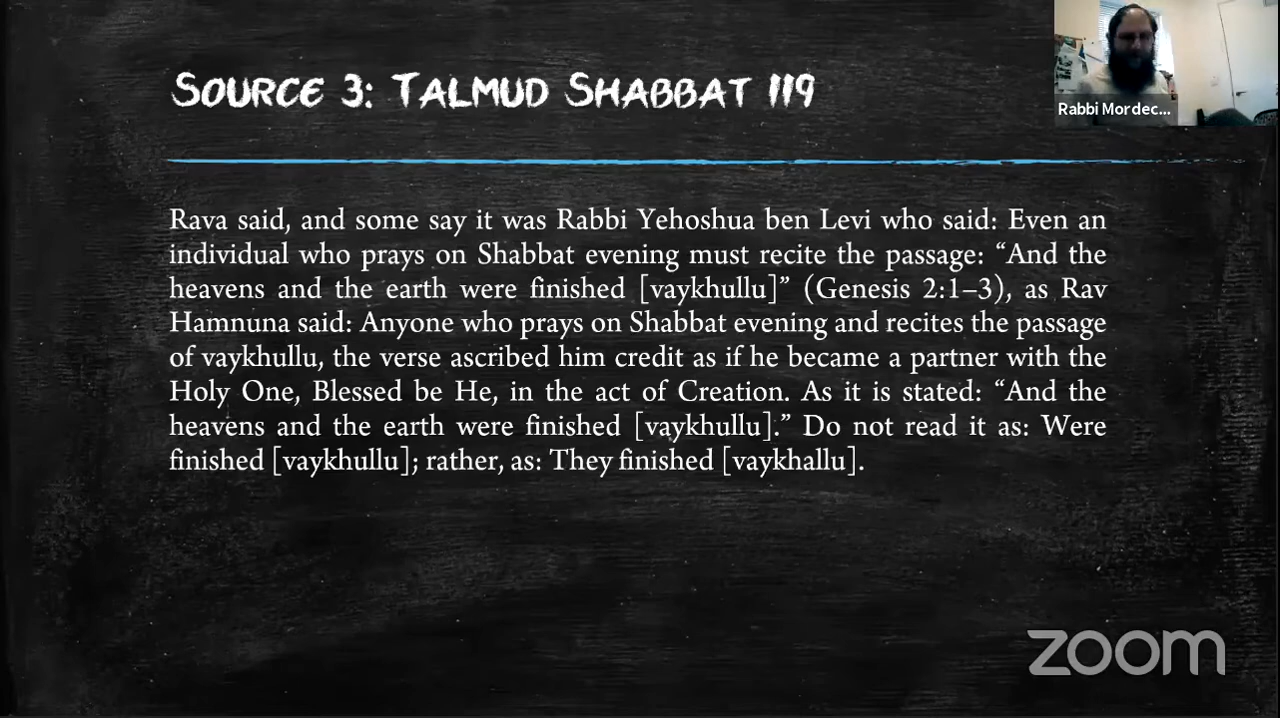 SOURCE 3: TALMUD SHABBAT 119
Rabbi Mordec...
Rava said, and some say it was Rabbi Yehoshua ben Levi who said: Even an
individual who prays on Shabbat evening must recite the passage: “And the
heavens and the earth were finished [vaykhullu]” (Genesis 2:1–3), as Rav
Hamnuna said: Anyone who prays on Shabbat evening and recites the passage
of vaykhullu, the verse ascribed him credit as if he became a partner with the
Holy One, Blessed be He, in the act of Creation. As it is stated: “And the
heavens and the earth were finished [vaykhullu].” Do not read it as: Were
finished [vaykhullu]; rather, as: They finished [vaykhallu].
zoom